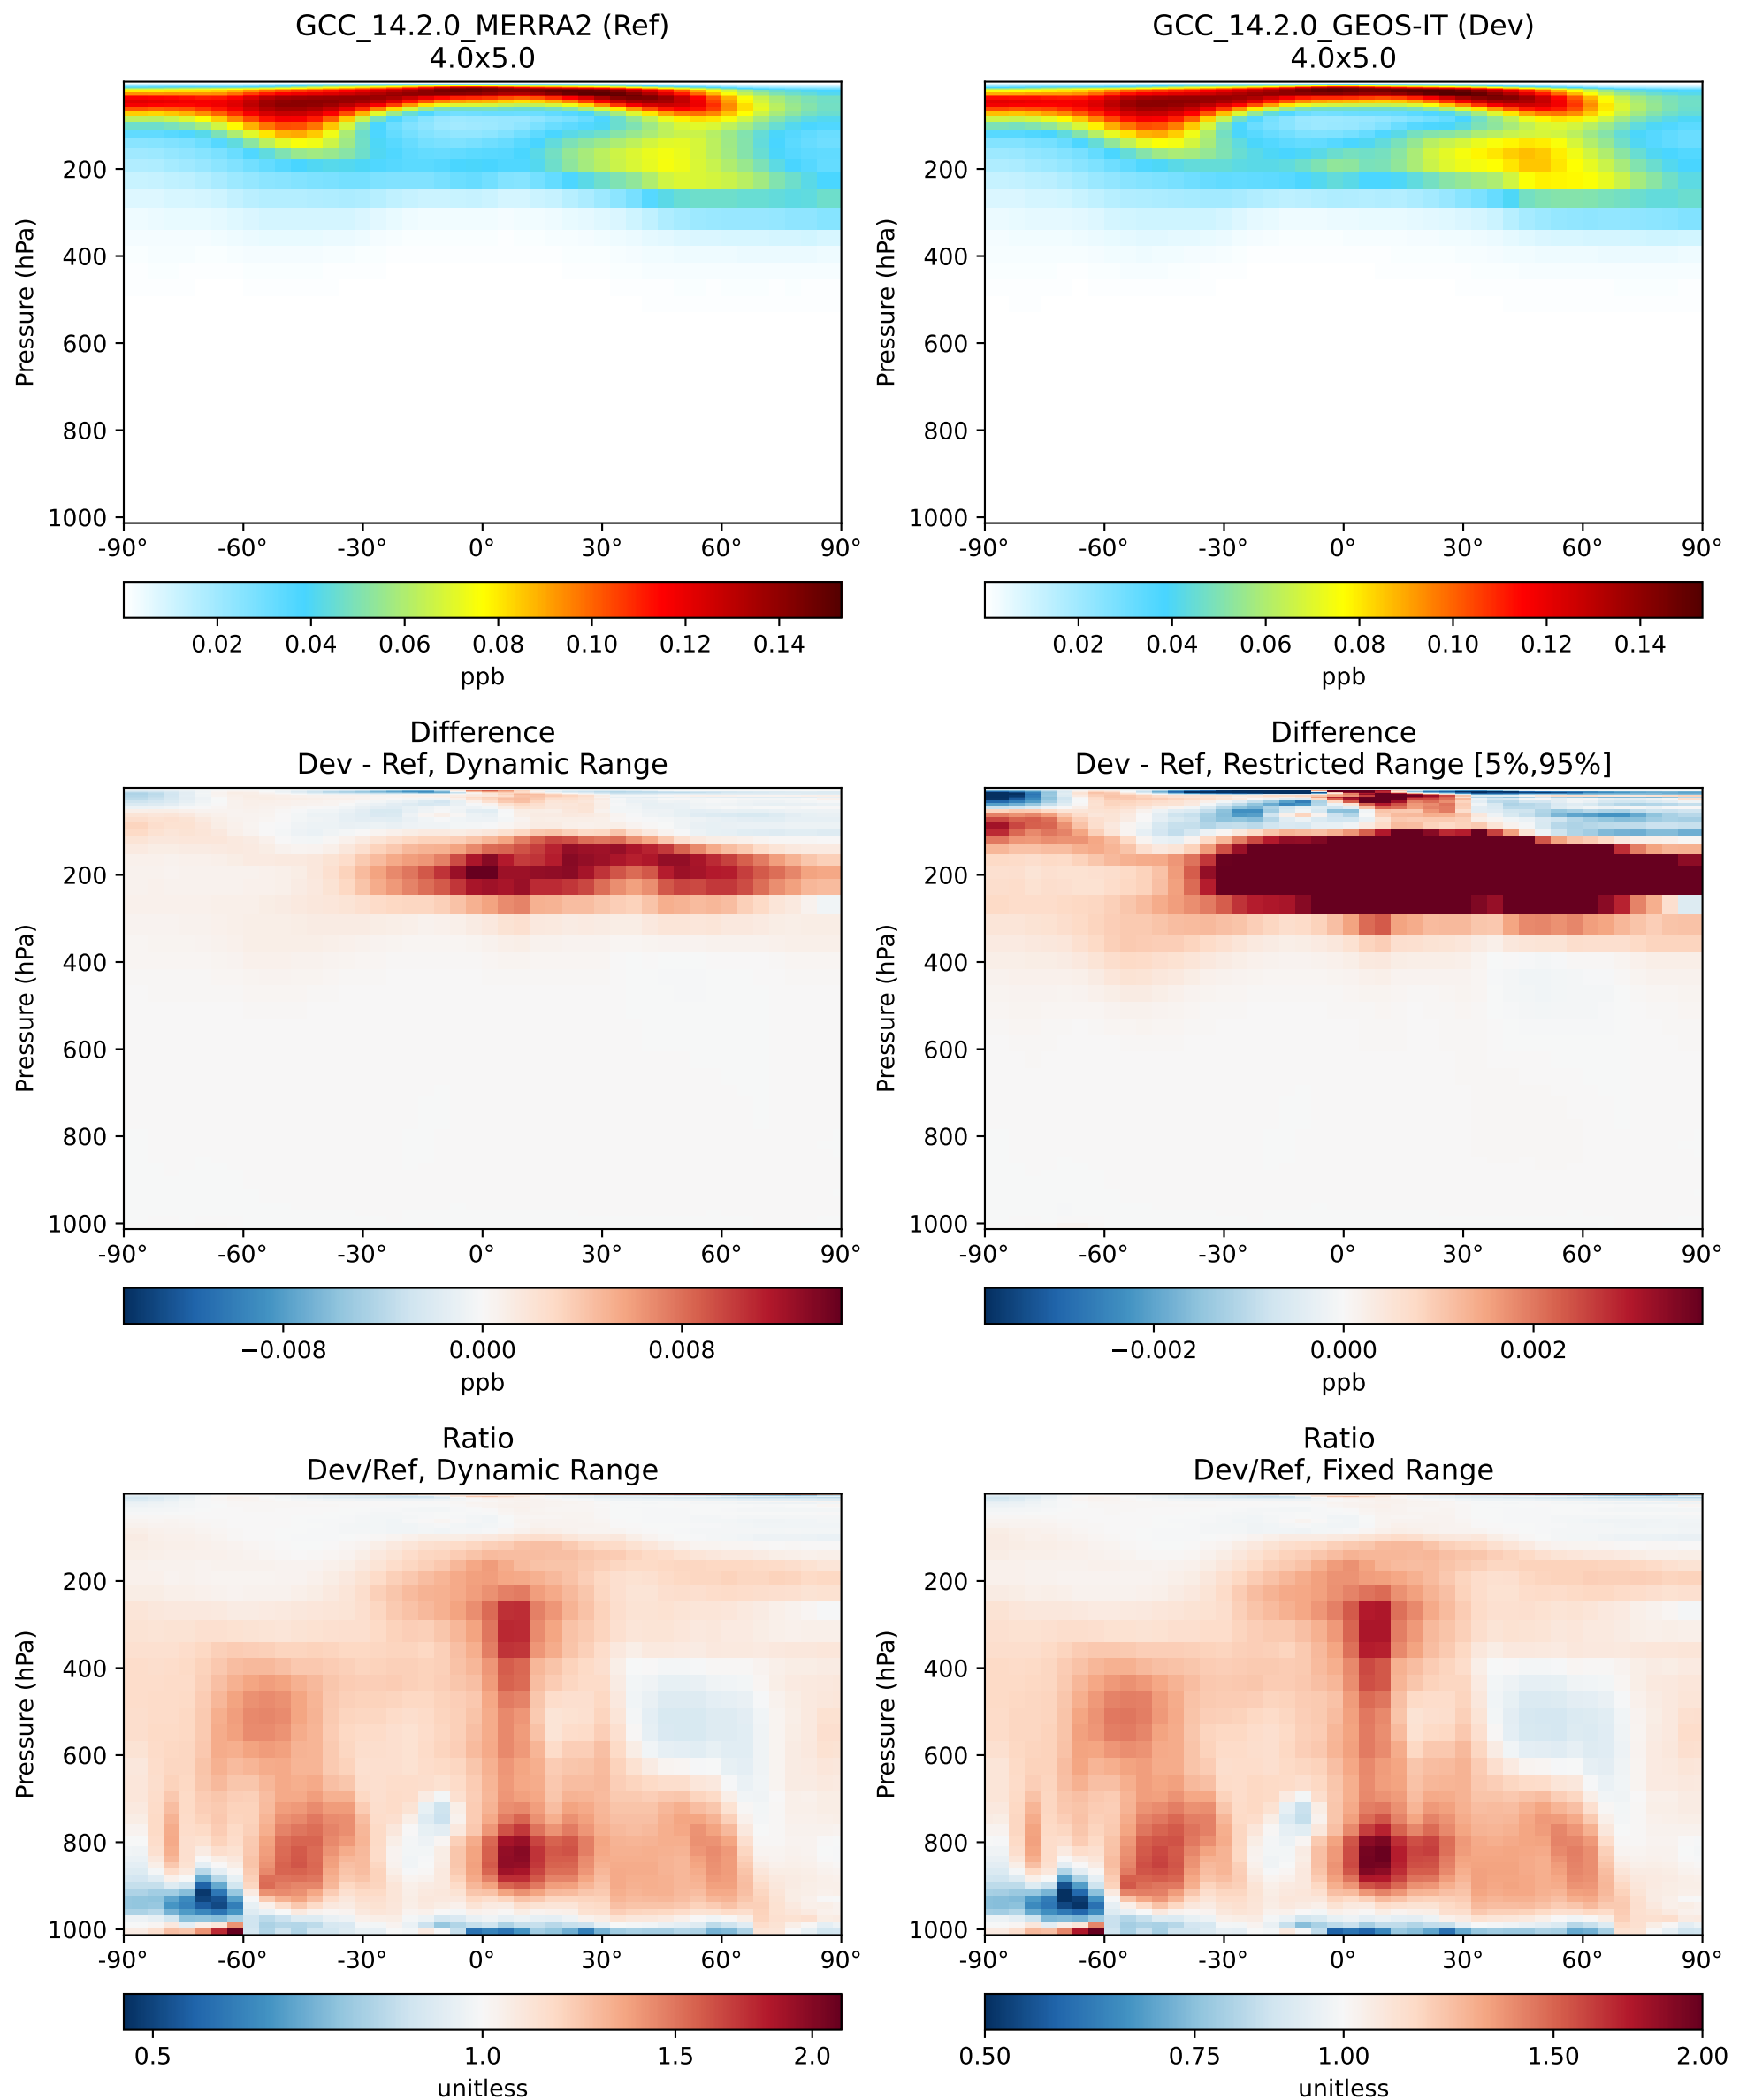 GCC_14.2.0_MERRA2 (Ref)
4.0x5.0
Pressure (hPa)
200
400
600
800
1000
-90° -60° -30° 0° 30° 60° 90°
0.02 0.04 0.06 0.08 0.10 0.12 0.14
ppb
GCC_14.2.0_GEOS-IT (Dev)
4.0x5.0
Pressure (hPa)
200
400
600
800
1000
-90° -60° -30° 0° 30° 60° 90°
0.02 0.04 0.06 0.08 0.10 0.12 0.14
ppb
Difference
Dev - Ref, Dynamic Range
Pressure (hPa)
200
400
600
800
1000
-90° -60° -30° 0° 30° 60° 90°
−0.008 0.000 0.008
ppb
Difference
Dev - Ref, Restricted Range [5%,95%]
Pressure (hPa)
200
400
600
800
1000
-90° -60° -30° 0° 30° 60° 90°
−0.002 0.000 0.002
ppb
Ratio
Dev/Ref, Dynamic Range
Pressure (hPa)
200
400
600
800
1000
-90° -60° -30° 0° 30° 60° 90°
0.5 1.0 1.5 2.0
unitless
Ratio
Dev/Ref, Fixed Range
Pressure (hPa)
200
400
600
800
1000
-90° -60° -30° 0° 30° 60° 90°
0.50 0.75 1.00 1.50 2.00
unitless